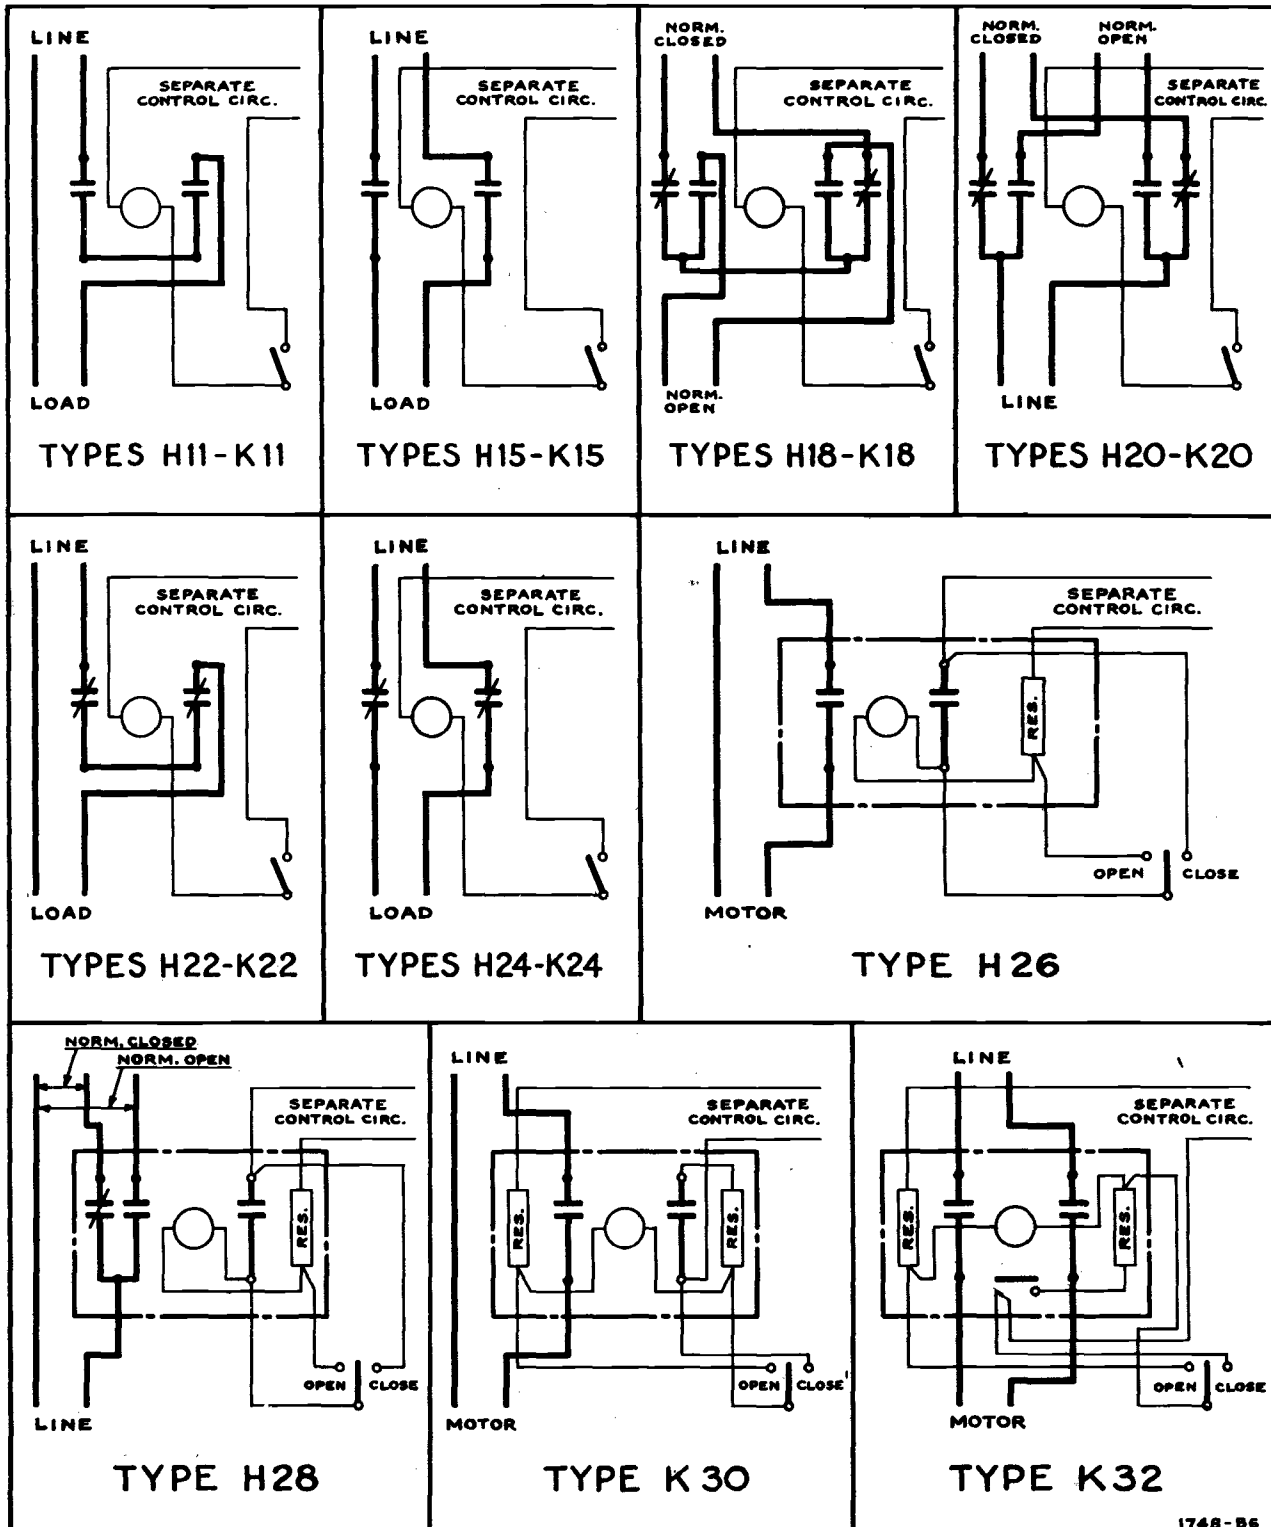 LINE
SEPARATE
CONTROL CIRC.
LOAD
TYPES H11-K11
LINE
SEPARATE
CONTROL CIRC.
LOAD
TYPES H15-K15
NORM.
CLOSED
SEPARATE
CONTROL CIRC.
NORM.
OPEN
TYPES H18-K18
NORM.
CLOSED
NORM.
OPEN
SEPARATE
CONTROL CIRC.
LINE
TYPES H20-K20
LINE
SEPARATE
CONTROL CIRC.
LOAD
TYPES H22-K22
LINE
SEPARATE
CONTROL CIRC.
LOAD
TYPES H24-K24
LINE
SEPARATE
CONTROL CIRC.
RES.
OPEN
CLOSE
MOTOR
TYPE H26
NORM. CLOSED
NORM. OPEN
SEPARATE
CONTROL CIRC.
RES.
OPEN
CLOSE
LINE
TYPE H28
LINE
SEPARATE
CONTROL CIRC.
RES.
RES.
OPEN
CLOSE
MOTOR
TYPE K30
LINE
SEPARATE
CONTROL CIRC.
RES.
RES.
OPEN
CLOSE
MOTOR
TYPE K32
1748-B6